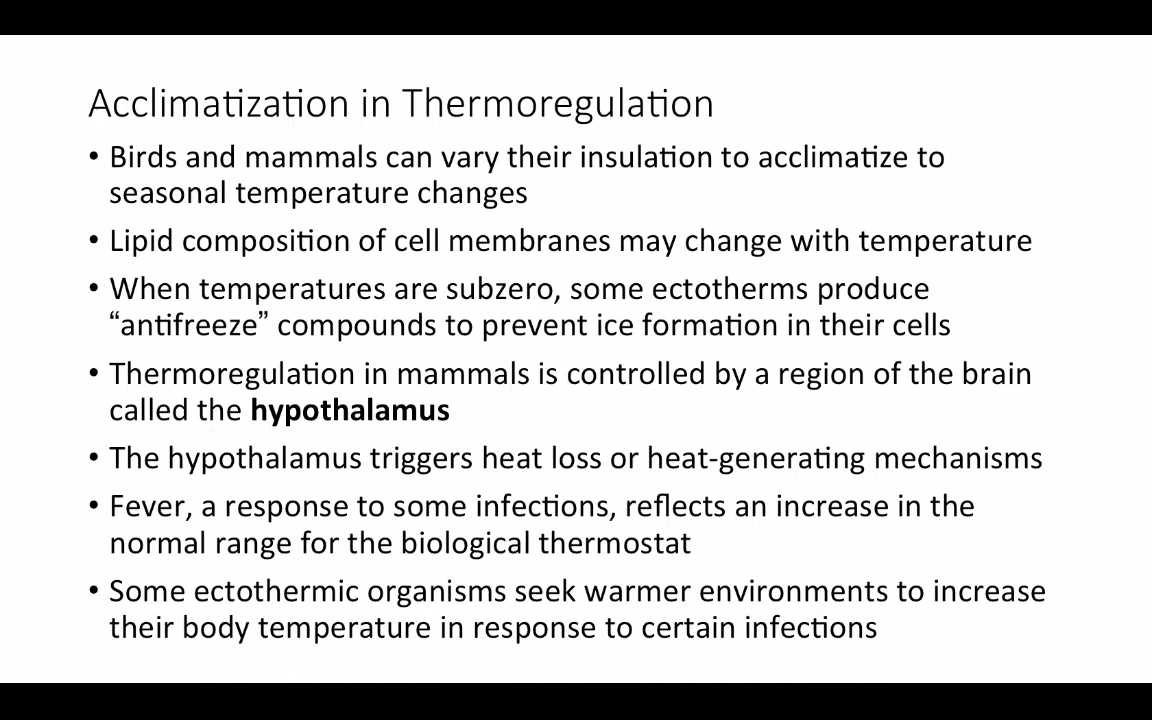 Acclimatization in Thermoregulation
• Birds and mammals can vary their insulation to acclimatize to
seasonal temperature changes
• Lipid composition of cell membranes may change with temperature
• When temperatures are subzero, some ectotherms produce
“antifreeze” compounds to prevent ice formation in their cells
• Thermoregulation in mammals is controlled by a region of the brain
called the hypothalamus
• The hypothalamus triggers heat loss or heat-generating mechanisms
• Fever, a response to some infections, reflects an increase in the
normal range for the biological thermostat
• Some ectothermic organisms seek warmer environments to increase
their body temperature in response to certain infections